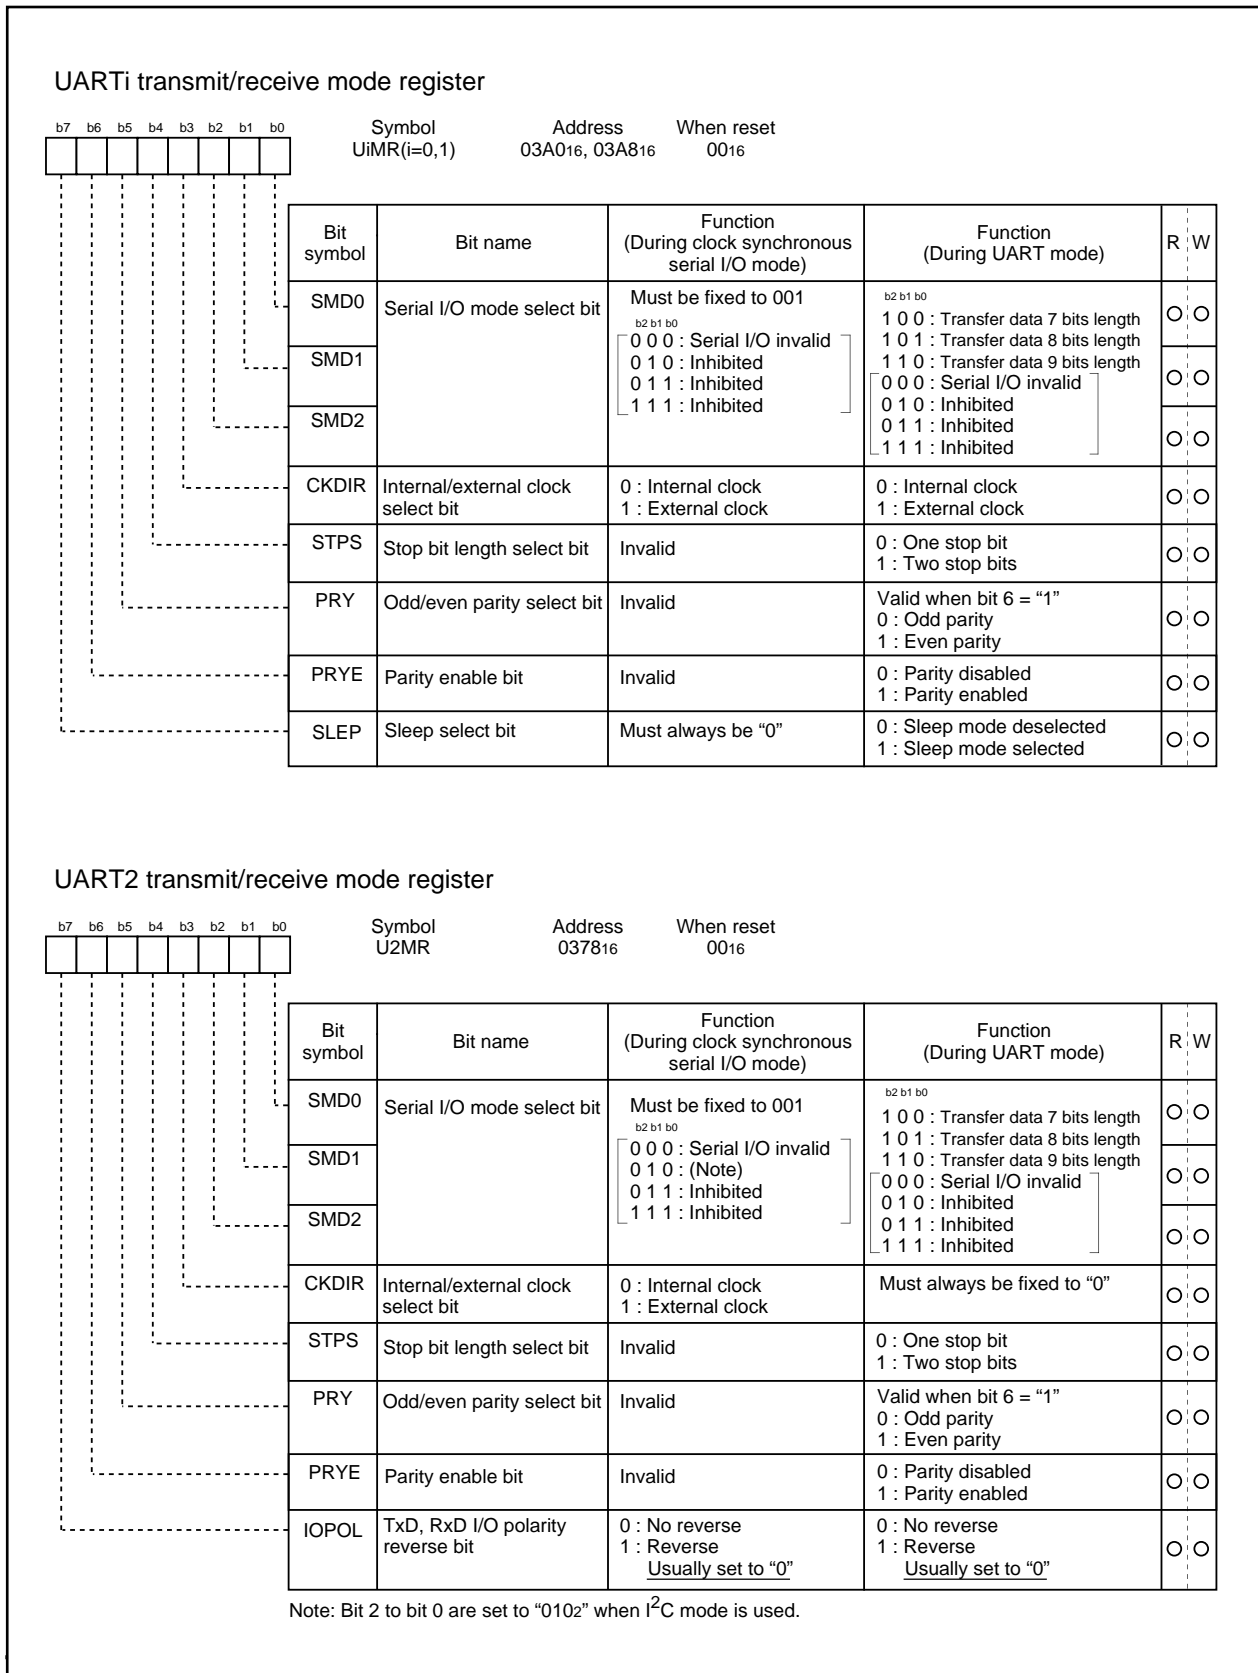 UARTi transmit/receive mode register
b7 b6 b5 b4 b3 b2 b1 b0
Symbol Address When reset
UiMR(i=0,1) 03A016, 03A816 0016
Bit symbol Bit name Function (During clock synchronous serial I/O mode) Function (During UART mode) R W
SMD0 Serial I/O mode select bit
SMD1
SMD2
Must be fixed to 001
b2 b1 b0
0 0 0 : Serial I/O invalid
0 1 0 : Inhibited
0 1 1 : Inhibited
1 1 1 : Inhibited
b2 b1 b0
1 0 0 : Transfer data 7 bits length
1 0 1 : Transfer data 8 bits length
1 1 0 : Transfer data 9 bits length
0 0 0 : Serial I/O invalid
0 1 0 : Inhibited
0 1 1 : Inhibited
1 1 1 : Inhibited
CKDIR Internal/external clock select bit
0 : Internal clock
1 : External clock
0 : Internal clock
1 : External clock
STPS Stop bit length select bit Invalid
0 : One stop bit
1 : Two stop bits
PRY Odd/even parity select bit Invalid
Valid when bit 6 = “1”
0 : Odd parity
1 : Even parity
PRYE Parity enable bit Invalid
0 : Parity disabled
1 : Parity enabled
SLEP Sleep select bit Must always be “0”
0 : Sleep mode deselected
1 : Sleep mode selected
UART2 transmit/receive mode register
b7 b6 b5 b4 b3 b2 b1 b0
Symbol Address When reset
U2MR 037816 0016
Bit symbol Bit name Function (During clock synchronous serial I/O mode) Function (During UART mode) R W
SMD0 Serial I/O mode select bit
SMD1
SMD2
Must be fixed to 001
b2 b1 b0
0 0 0 : Serial I/O invalid
0 1 0 : (Note)
0 1 1 : Inhibited
1 1 1 : Inhibited
b2 b1 b0
1 0 0 : Transfer data 7 bits length
1 0 1 : Transfer data 8 bits length
1 1 0 : Transfer data 9 bits length
0 0 0 : Serial I/O invalid
0 1 0 : Inhibited
0 1 1 : Inhibited
1 1 1 : Inhibited
CKDIR Internal/external clock select bit
0 : Internal clock
1 : External clock
Must always be fixed to “0”
STPS Stop bit length select bit Invalid
0 : One stop bit
1 : Two stop bits
PRY Odd/even parity select bit Invalid
Valid when bit 6 = “1”
0 : Odd parity
1 : Even parity
PRYE Parity enable bit Invalid
0 : Parity disabled
1 : Parity enabled
IOPOL TxD, RxD I/O polarity reverse bit
0 : No reverse
1 : Reverse
Usually set to “0”
0 : No reverse
1 : Reverse
Usually set to “0”
Note: Bit 2 to bit 0 are set to “0102” when I2C mode is used.